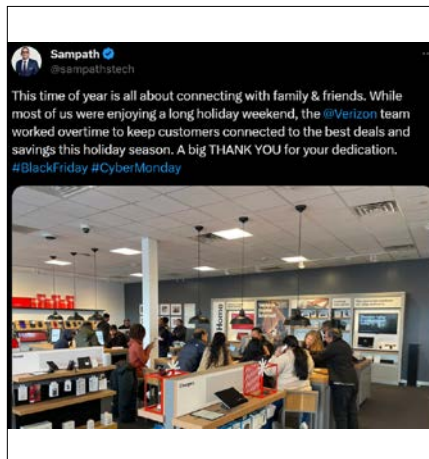 Sampath
@sampathstech
This time of year is all about connecting with family & friends. While
most of us were enjoying a long holiday weekend, the @Verizon team
worked overtime to keep customers connected to the best deals and
savings this holiday season. A big THANK YOU for your dedication.
#BlackFriday #CyberMonday
Home
Chargers